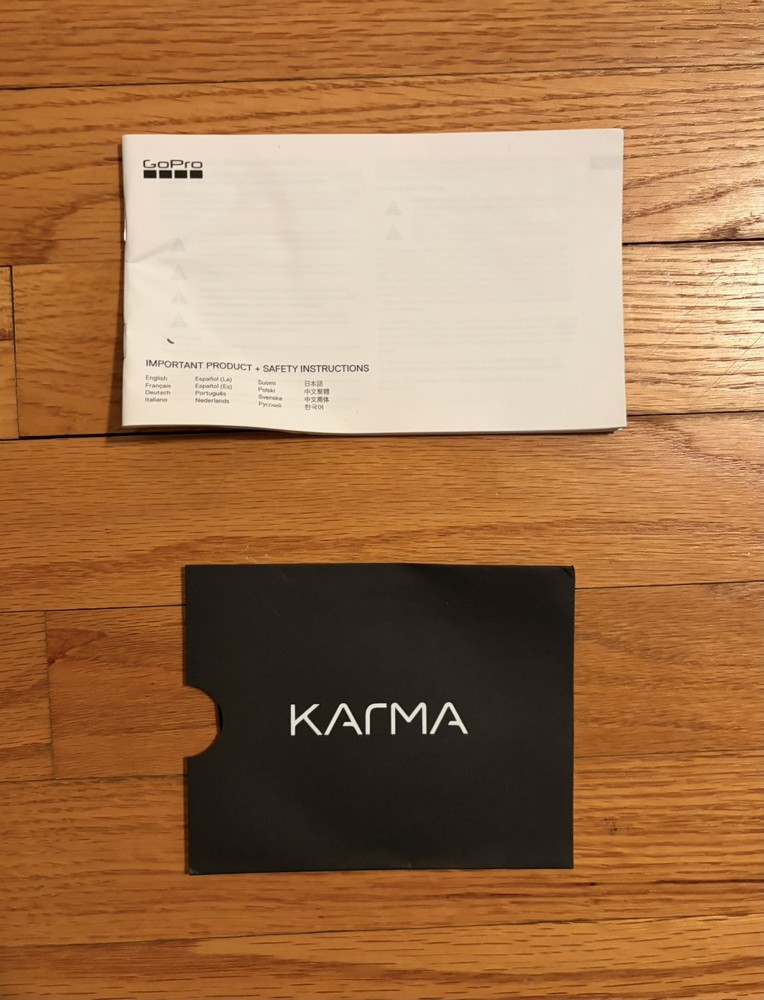 GoPro
IMPORTANT PRODUCT + SAFETY INSTRUCTIONS
English Español (La) Suomi 日本語
Français Español (Es) Polski 中文繁體
Deutsch Português Svenska 中文简体
Italiano Nederlands Русский 한국어
KARMA